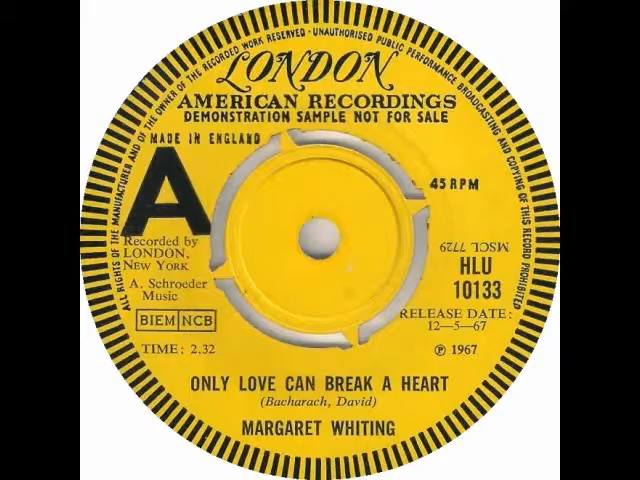 ALL RIGHTS OF THE MANUFACTURER AND OF THE OWNER OF THE RECORDED WORK RESERVED · UNAUTHORISED PUBLIC PERFORMANCE BROADCASTING AND COPYING OF THIS RECORD PROHIBITED
LONDON
AMERICAN RECORDINGS
DEMONSTRATION SAMPLE NOT FOR SALE
MADE IN ENGLAND
A
45 RPM
Recorded by
LONDON,
NEW YORK
MSCL 7729
HLU
10133
A. Schroeder
Music
RELEASE DATE:
12—5—67
BIEM NCB
TIME: 2.32
℗ 1967
ONLY LOVE CAN BREAK A HEART
(Bacharach, David)
MARGARET WHITING